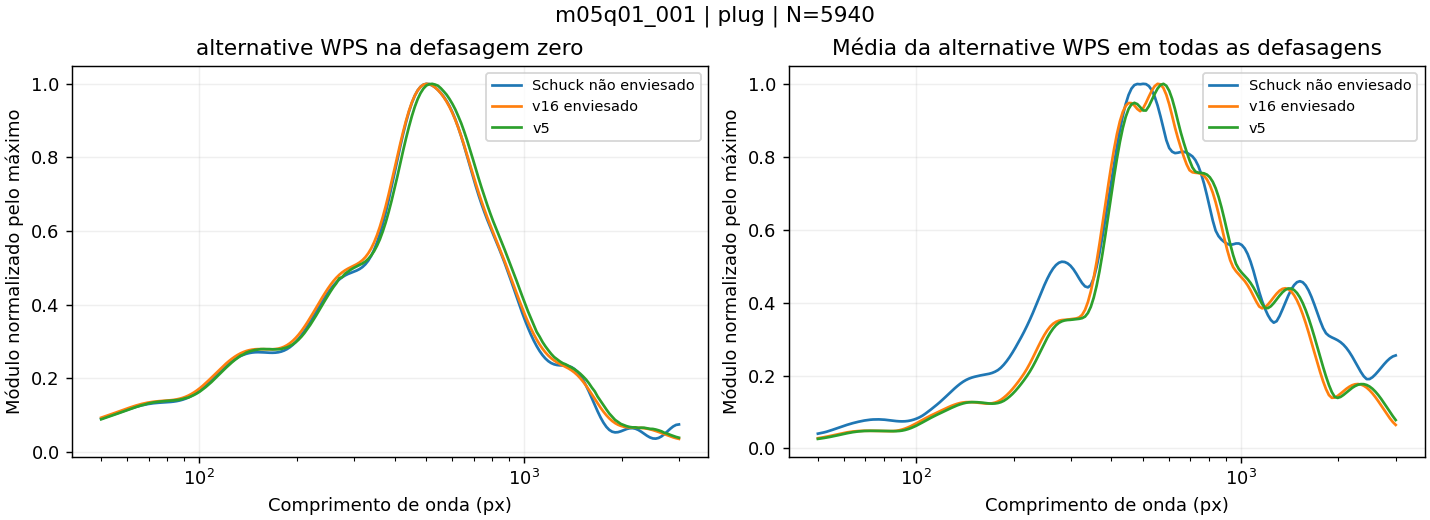 m05q01_001 | plug | N=5940
alternative WPS na defasagem zero
Módulo normalizado pelo máximo
1.0
0.8
0.6
0.4
0.2
0.0
Schuck não enviesado
v16 enviesado
v5
10²
10³
Comprimento de onda (px)
Média da alternative WPS em todas as defasagens
Módulo normalizado pelo máximo
1.0
0.8
0.6
0.4
0.2
0.0
Schuck não enviesado
v16 enviesado
v5
10²
10³
Comprimento de onda (px)